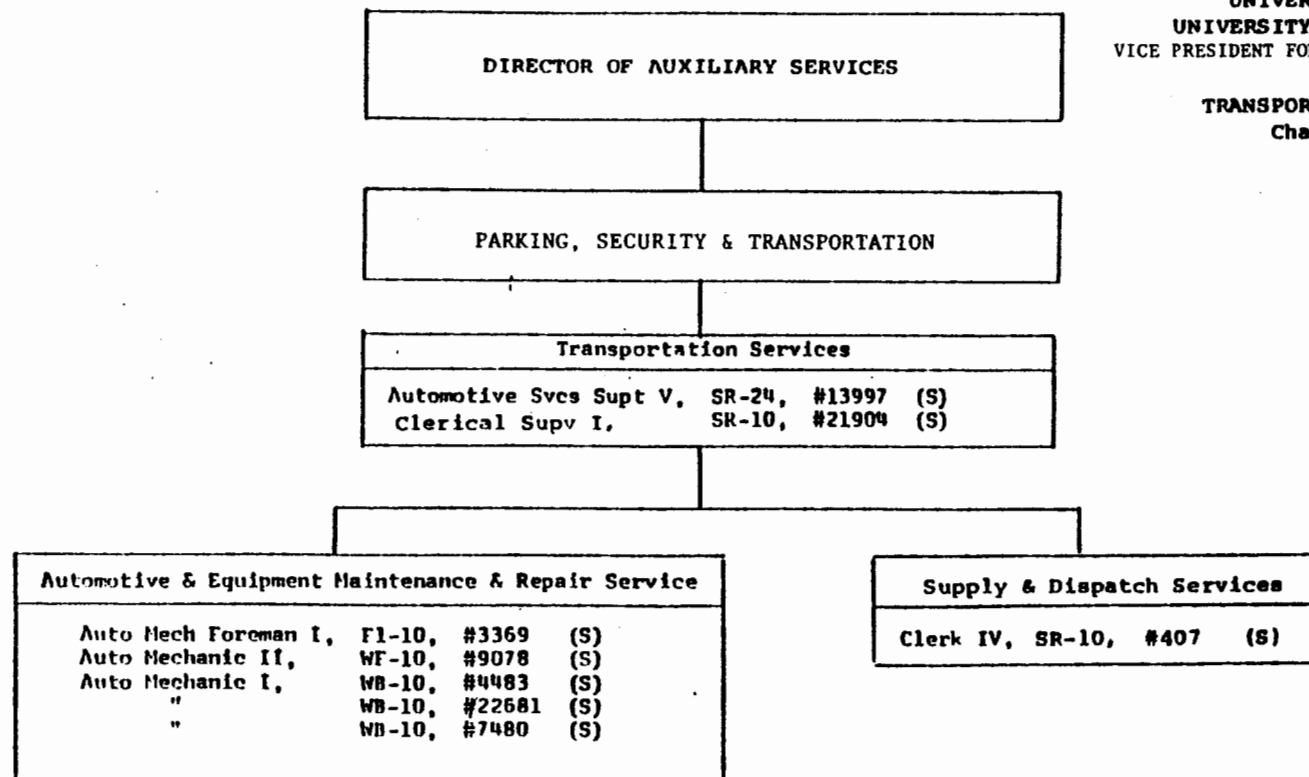 UNIVER
UNIVERSITY
VICE PRESIDENT FO
TRANSPOR
Cha
DIRECTOR OF AUXILIARY SERVICES
PARKING, SECURITY & TRANSPORTATION
Transportation Services
Automotive Svcs Supt V, SR-24, #13997 (S)
Clerical Supv I, SR-10, #21904 (S)
Automotive & Equipment Maintenance & Repair Service
Auto Mech Foreman I, F1-10, #3369 (S)
Auto Mechanic II, WF-10, #9078 (S)
Auto Mechanic I, WB-10, #4483 (S)
" WB-10, #22681 (S)
" WB-10, #7480 (S)
Supply & Dispatch Services
Clerk IV, SR-10, #407 (S)